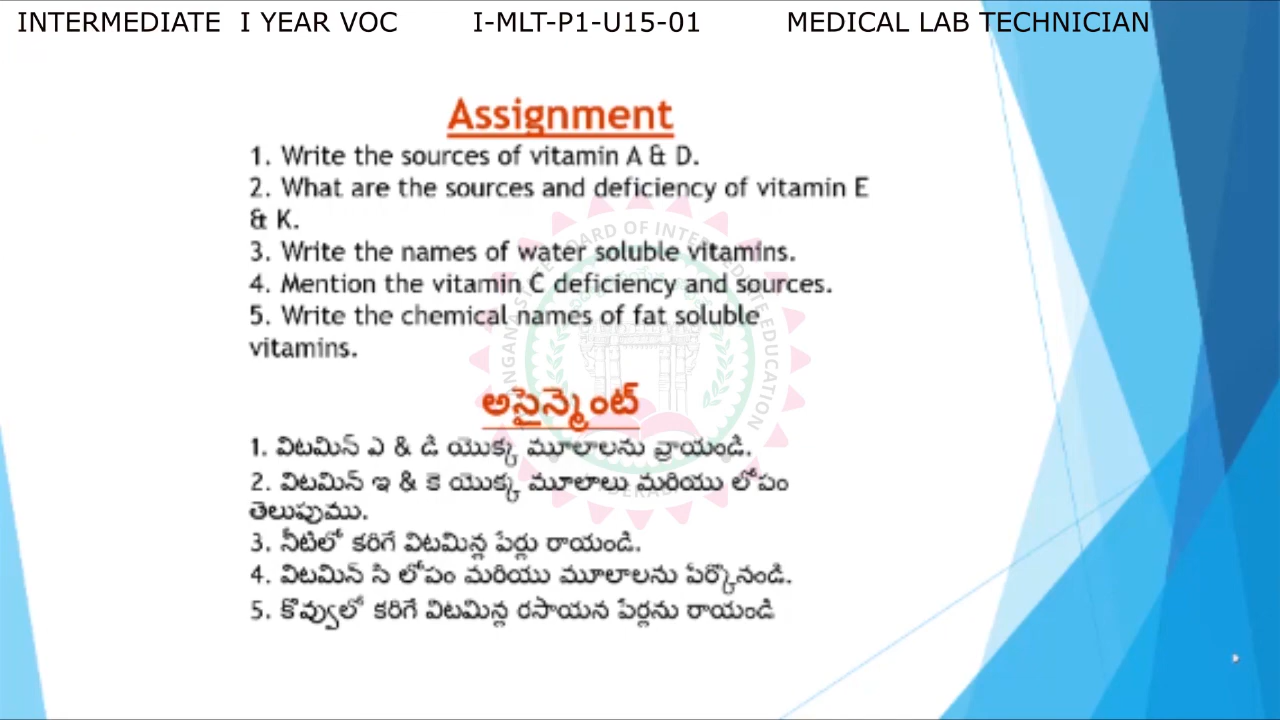 INTERMEDIATE I YEAR VOC I-MLT-P1-U15-01 MEDICAL LAB TECHNICIAN
Assignment
1. Write the sources of vitamin A & D.
2. What are the sources and deficiency of vitamin E
& K.
3. Write the names of water soluble vitamins.
4. Mention the vitamin C deficiency and sources.
5. Write the chemical names of fat soluble
vitamins.
అసైన్మెంట్
1. విటమిన్ ఎ & డి యొక్క మూలాలను వ్రాయండి.
2. విటమిన్ ఇ & కె యొక్క మూలాలు మరియు లోపం
తెలుపుము.
3. నీటిలో కరిగే విటమిన్ల పేర్లు రాయండి.
4. విటమిన్ సి లోపం మరియు మూలాలను పేర్కొనండి.
5. కొవ్వులో కరిగే విటమిన్ల రసాయన పేర్లను రాయండి